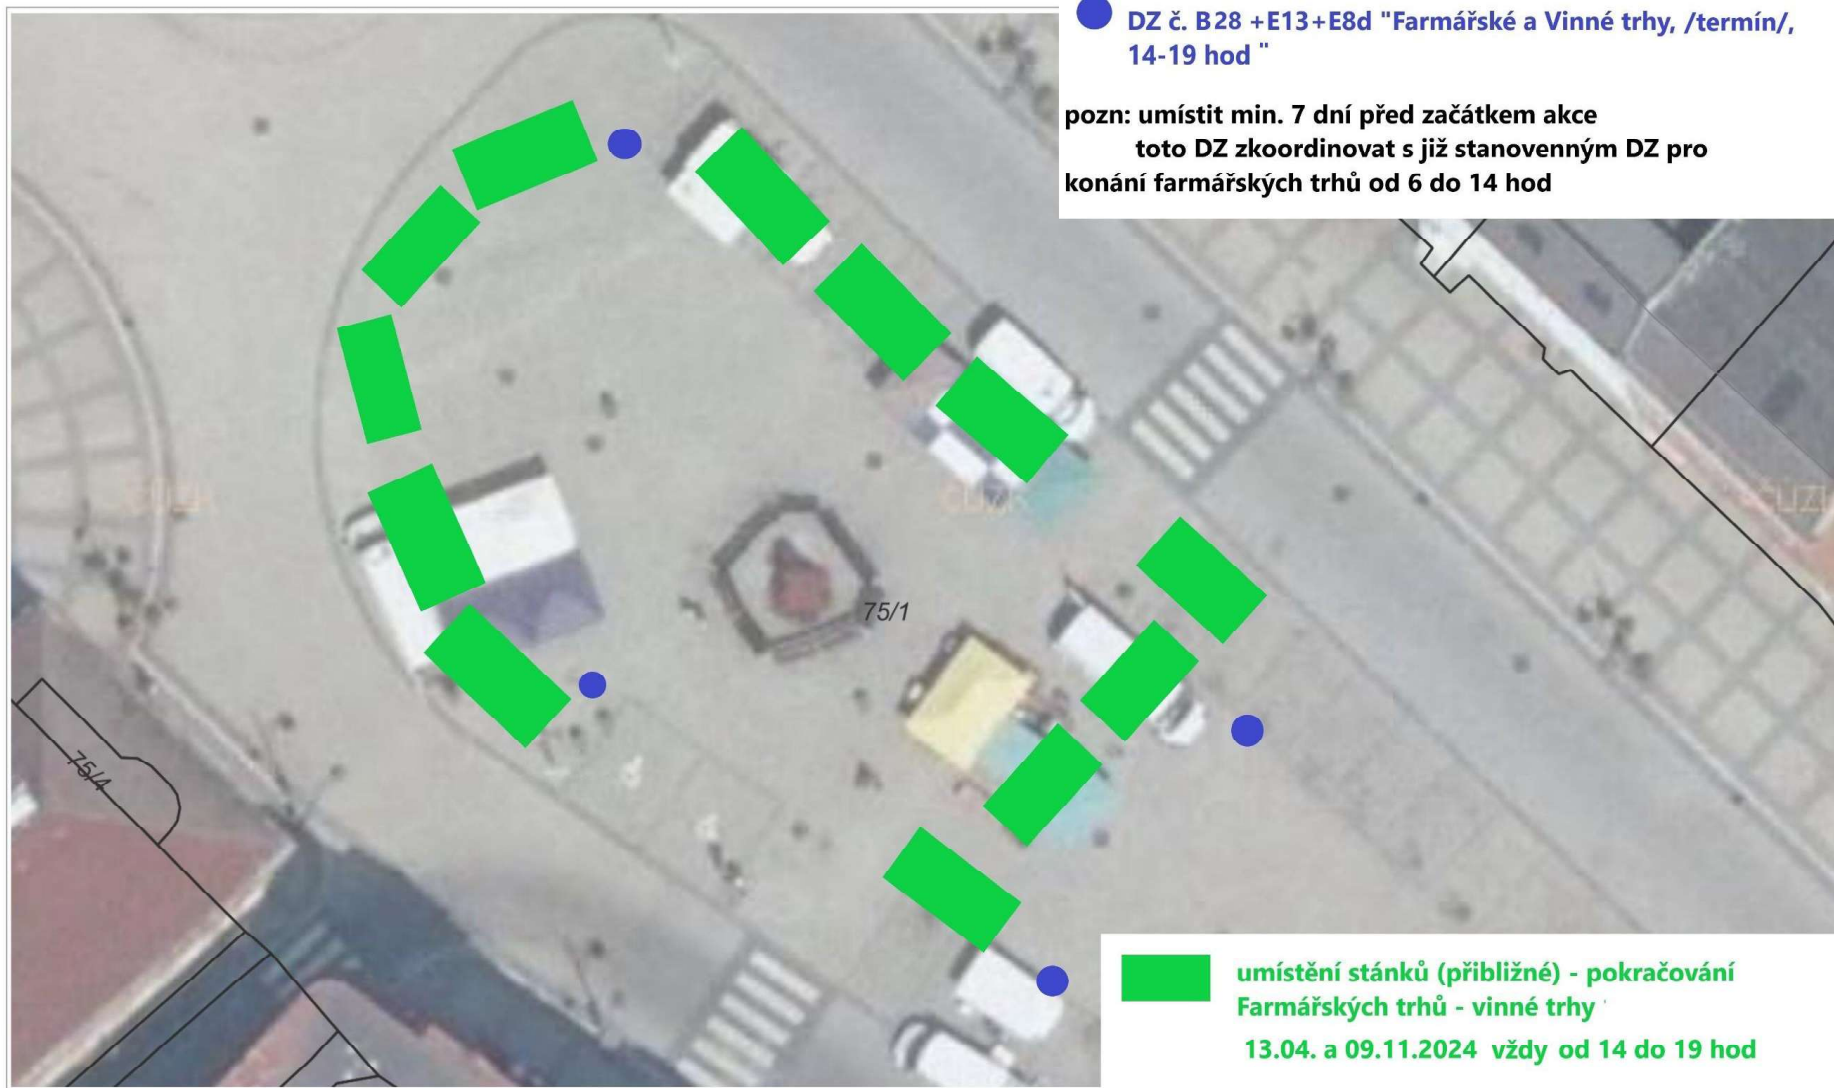 DZ č. B28 +E13+E8d "Farmářské a Vinné trhy, /termín/,
14-19 hod "
pozn: umístit min. 7 dní před začátkem akce
toto DZ zkoordinovat s již stanovenným DZ pro
konání farmářských trhů od 6 do 14 hod
ČÚZK
ČÚZK
ČÚZK
75/1
75/4
umístění stánků (přibližné) - pokračování
Farmářských trhů - vinné trhy
13.04. a 09.11.2024 vždy od 14 do 19 hod